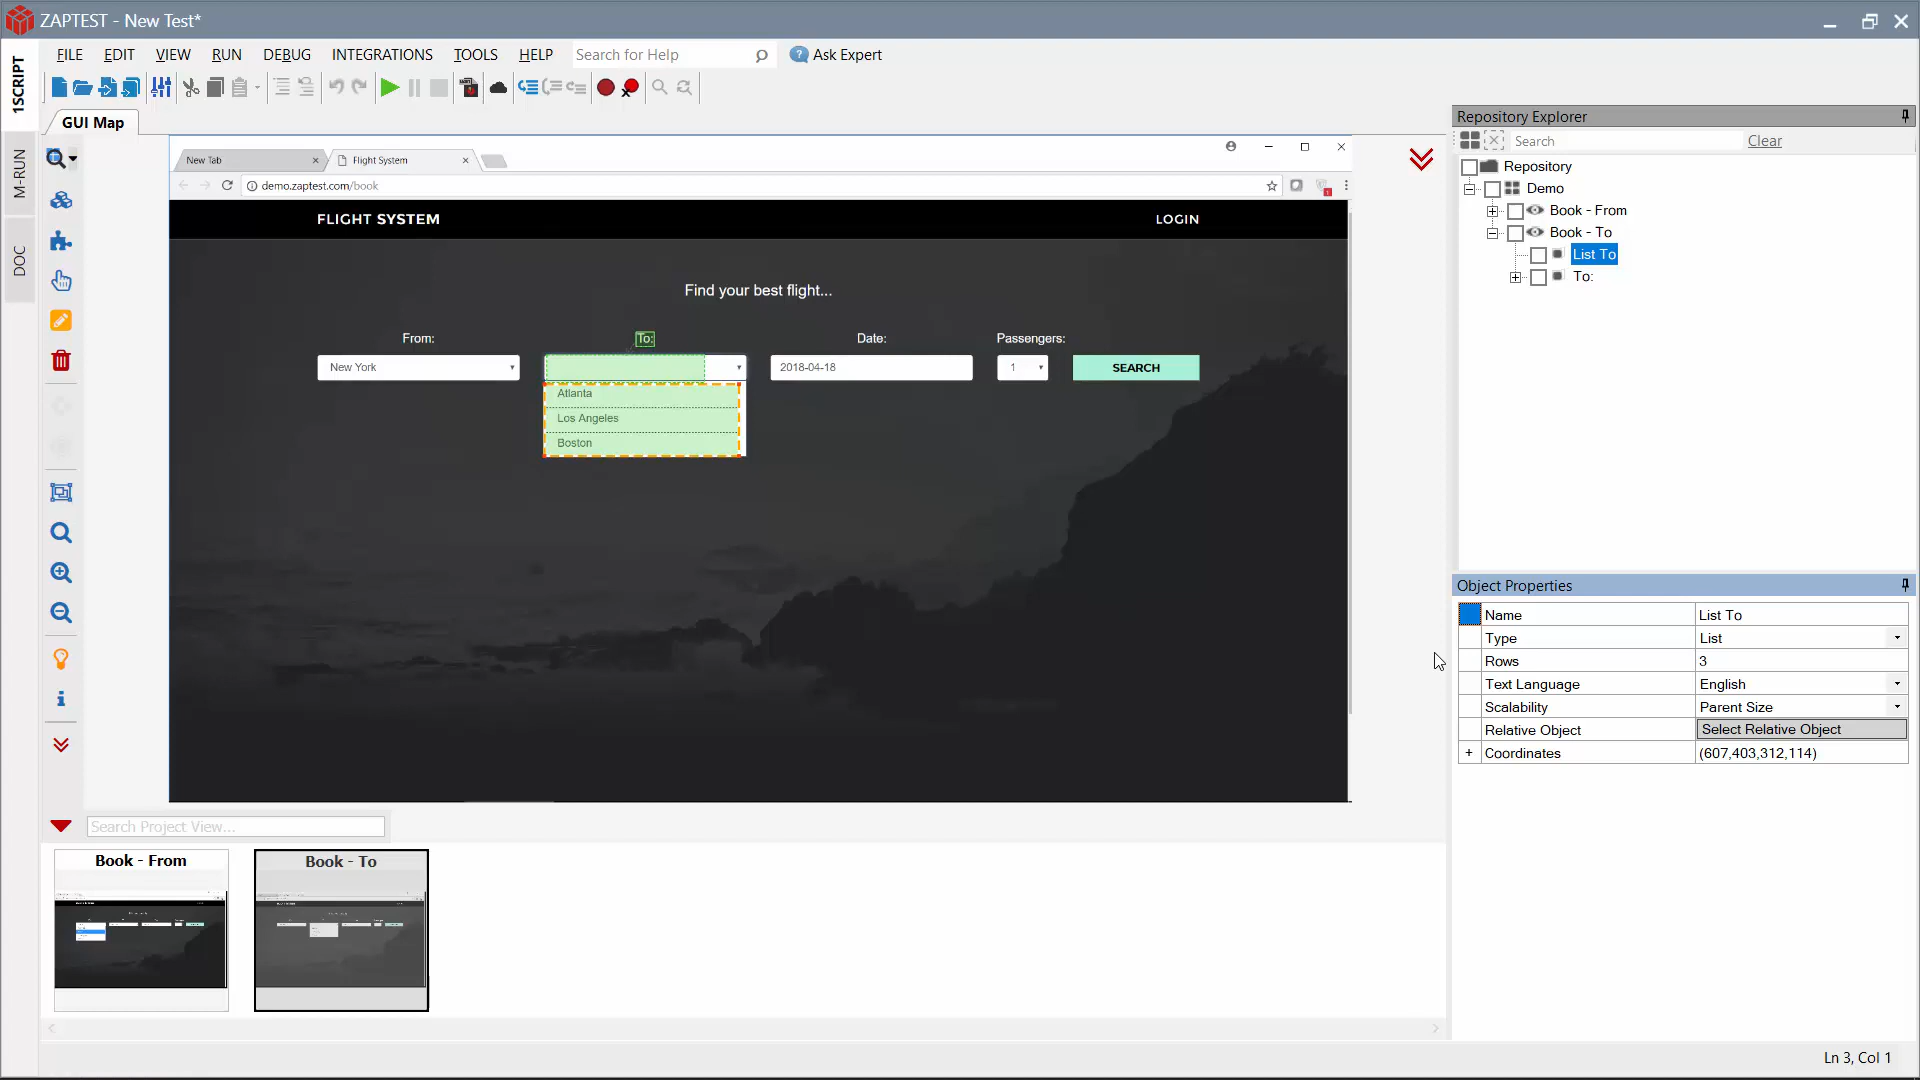 ZAPTEST - New Test*
1SCRIPT
M-RUN
DOC
FILE EDIT VIEW RUN DEBUG INTEGRATIONS TOOLS HELP Search for Help ? Ask Expert
GUI Map
New Tab Flight System
demo.zaptest.com/book
FLIGHT SYSTEM LOGIN
Find your best flight...
From: To: Date: Passengers:
New York 2018-04-18 1 SEARCH
Atlanta
Los Angeles
Boston
Search Project View...
Book - From Book - To
Repository Explorer
Search Clear
Repository
Demo
Book - From
Book - To
List To
To:
Object Properties
Name List To
Type List
Rows 3
Text Language English
Scalability Parent Size
Relative Object Select Relative Object
+ Coordinates (607,403,312,114)
Ln 3, Col 1